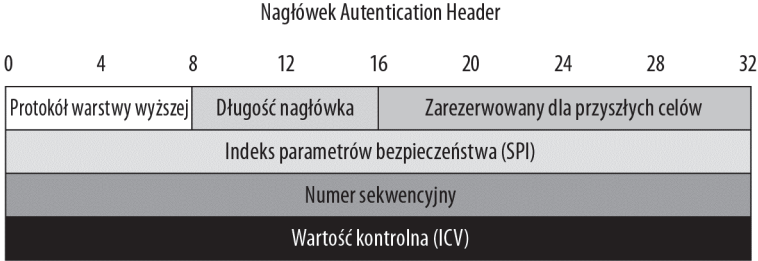 Nagłówek Autentication Header
0 4 8 12 16 20 24 28 32
Protokół warstwy wyższej Długość nagłówka Zarezerwowany dla przyszłych celów
Indeks parametrów bezpieczeństwa (SPI)
Numer sekwencyjny
Wartość kontrolna (ICV)